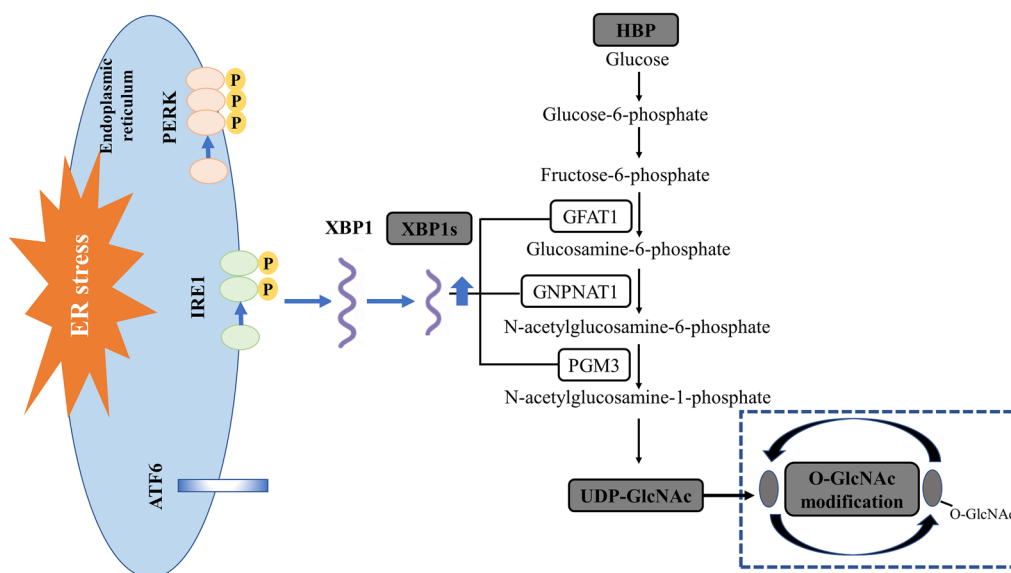 Endoplasmic
reticulum
PERK
P
P
P
ER stress
IRE1
P
P
ATF6
XBP1
XBP1s
HBP
Glucose
Glucose-6-phosphate
Fructose-6-phosphate
GFAT1
Glucosamine-6-phosphate
GNPNAT1
N-acetylglucosamine-6-phosphate
PGM3
N-acetylglucosamine-1-phosphate
UDP-GlcNAc
O-GlcNAc
modification
O-GlcNAc